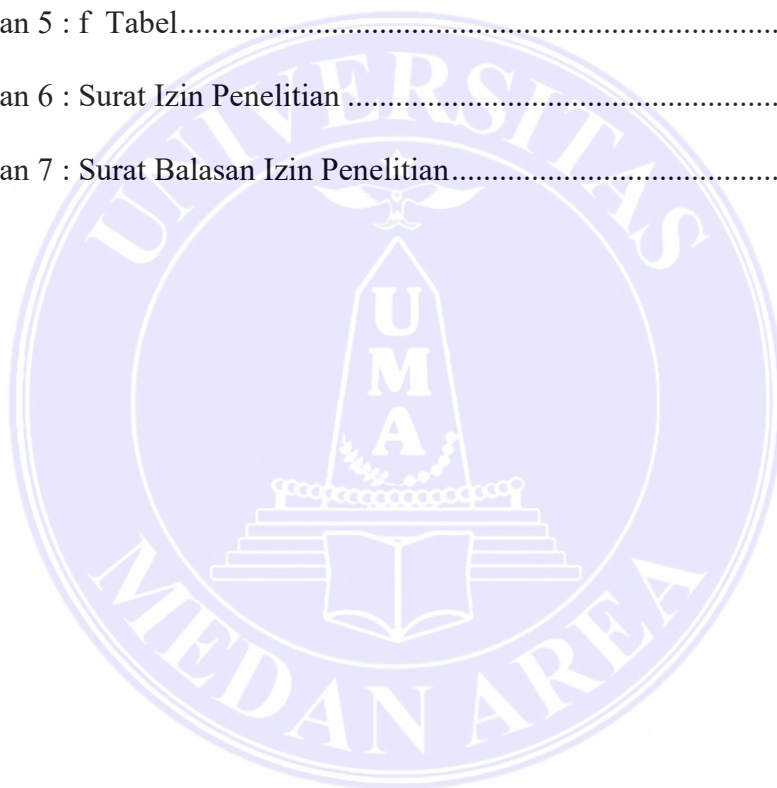 an 5 : f Tabel................................................................................
an 6 : Surat Izin Penelitian ......................................................
an 7 : Surat Balasan Izin Penelitian.........................................
UNIVERSITAS
UMA
MEDAN AREA